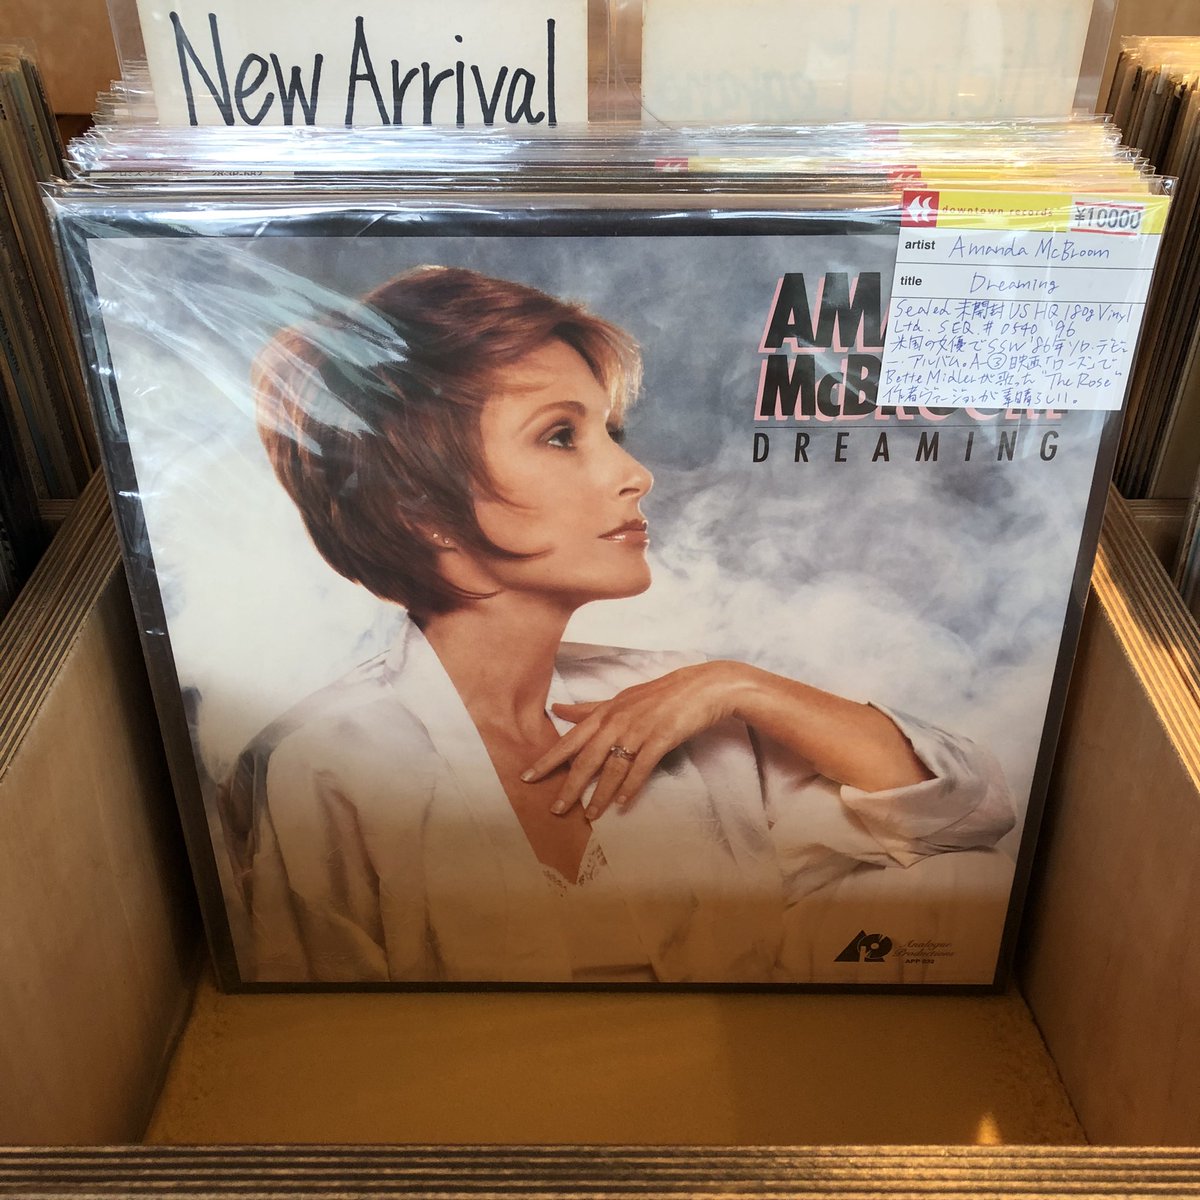 New Arrival
downtown records
¥10000
artist Amanda McBroom
title Dreaming
Sealed 未開封 US HQ 180g Vinyl
Ltd. SEQ. # 0540 '96
米国の女優でSSW '86年ソロ・デビュ
ー・アルバム。A③映画「ローズ」で
Bette Midlerが歌った "The Rose"
作者ヴァージョンが素晴らしい。
DREAMING
Analogue
Productions
APP 032